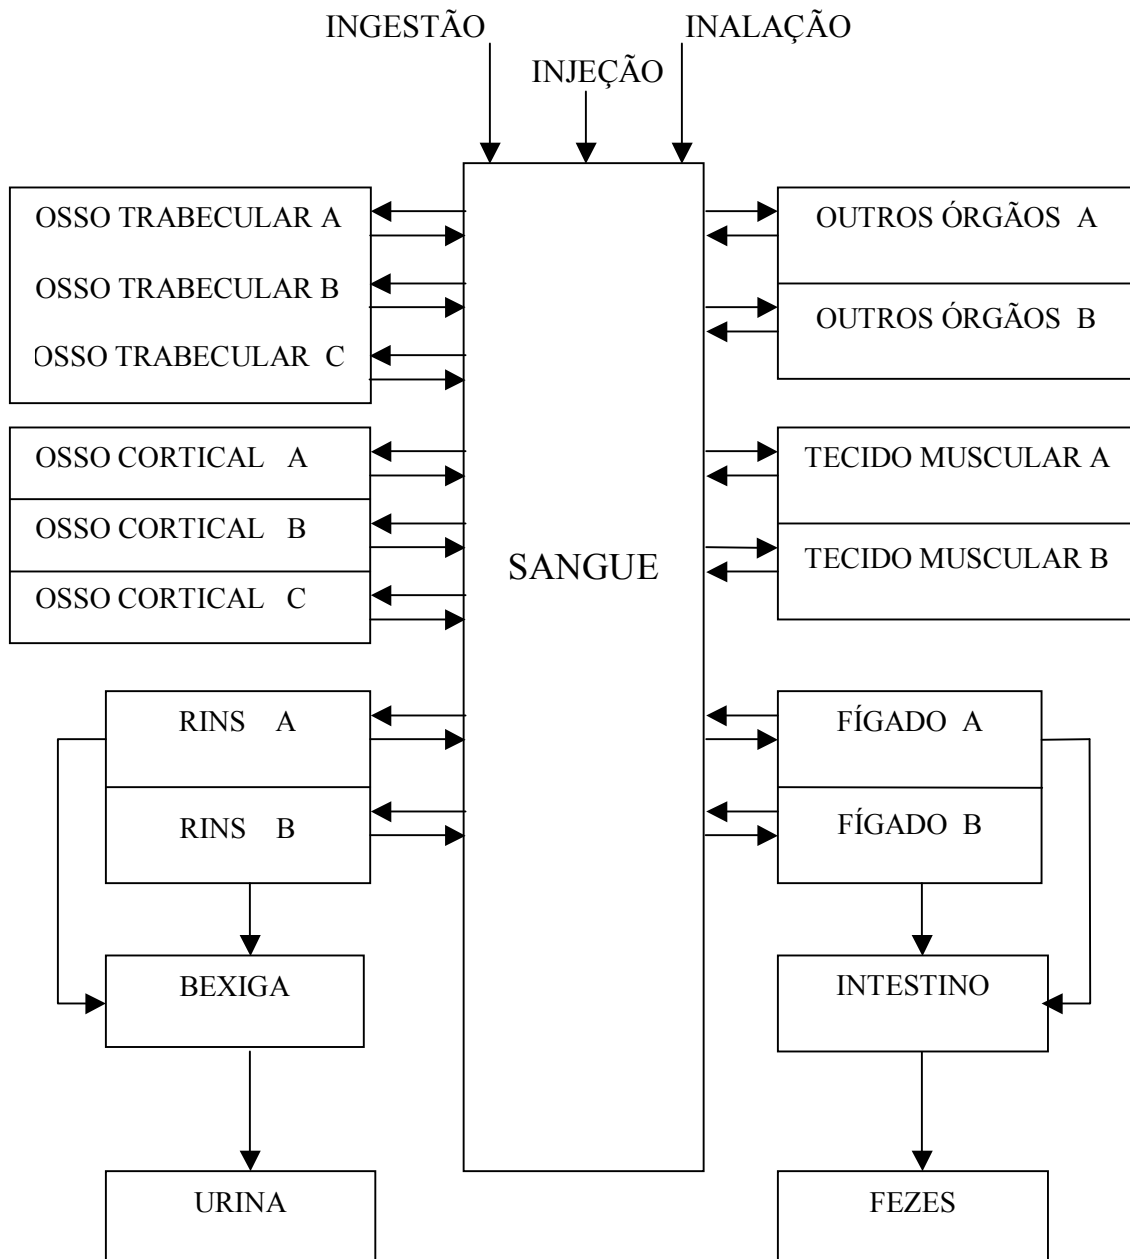 INGESTÃO
INALAÇÃO
INJEÇÃO
OSSO TRABECULAR A
OSSO TRABECULAR B
OSSO TRABECULAR C
OSSO CORTICAL A
OSSO CORTICAL B
OSSO CORTICAL C
RINS A
RINS B
BEXIGA
URINA
SANGUE
OUTROS ÓRGÃOS A
OUTROS ÓRGÃOS B
TECIDO MUSCULAR A
TECIDO MUSCULAR B
FÍGADO A
FÍGADO B
INTESTINO
FEZES